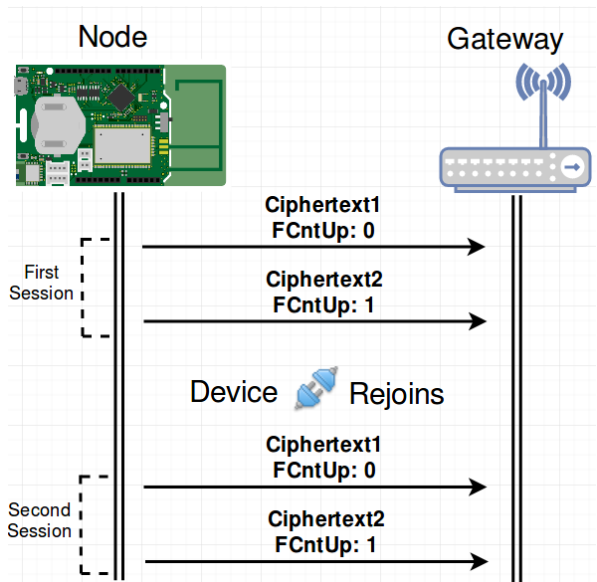 Node
Gateway
Ciphertext1
FCntUp: 0
First
Session
Ciphertext2
FCntUp: 1
Device Rejoins
Ciphertext1
FCntUp: 0
Second
Session
Ciphertext2
FCntUp: 1